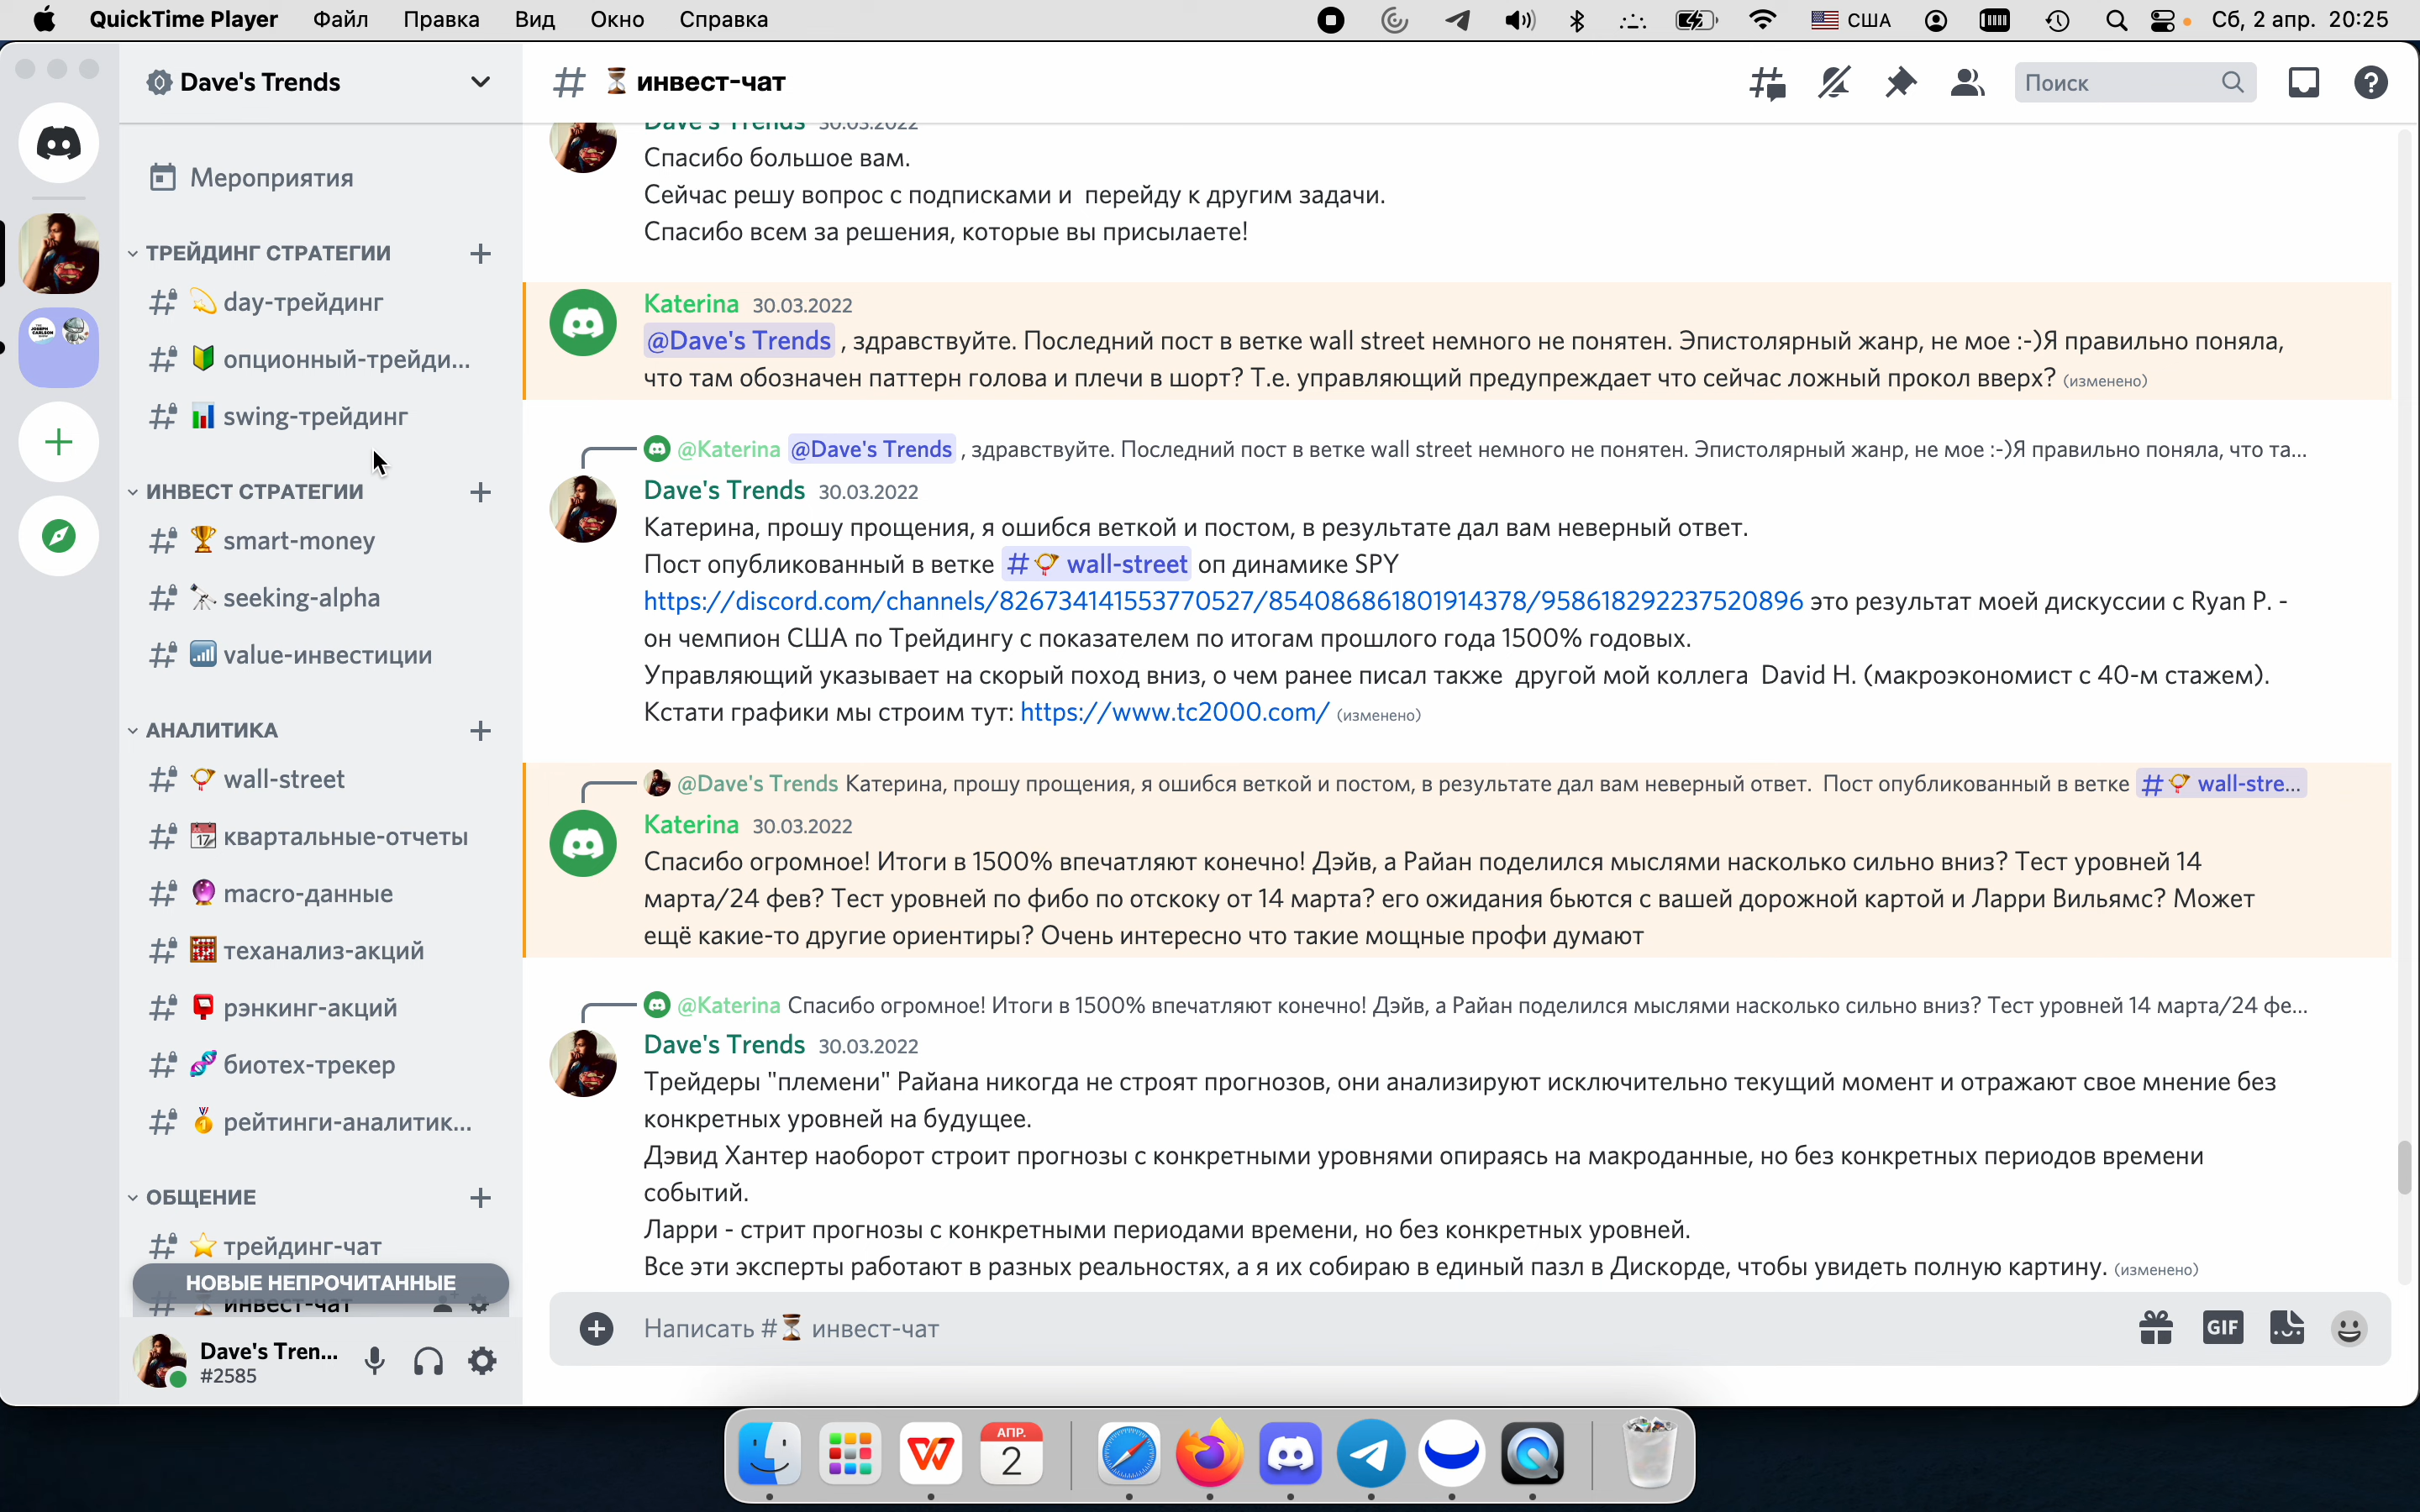 QuickTime Player Файл Правка Вид Окно Справка США Сб, 2 апр. 20:25
Dave's Trends
Мероприятия
ТРЕЙДИНГ СТРАТЕГИИ
day-трейдинг
опционный-трейди...
swing-трейдинг
ИНВЕСТ СТРАТЕГИИ
smart-money
seeking-alpha
value-инвестиции
АНАЛИТИКА
wall-street
квартальные-отчеты
macro-данные
теханализ-акций
рэнкинг-акций
биотех-трекер
рейтинги-аналитик...
ОБЩЕНИЕ
трейдинг-чат
НОВЫЕ НЕПРОЧИТАННЫЕ
инвест-чат
Dave's Tren...
#2585
инвест-чат
Поиск
Dave's Trends 30.03.2022
Спасибо большое вам.
Сейчас решу вопрос с подписками и перейду к другим задачи.
Спасибо всем за решения, которые вы присылаете!
Katerina 30.03.2022
@Dave's Trends , здравствуйте. Последний пост в ветке wall street немного не понятен. Эпистолярный жанр, не мое :-)Я правильно поняла,
что там обозначен паттерн голова и плечи в шорт? Т.е. управляющий предупреждает что сейчас ложный прокол вверх? (изменено)
@Katerina @Dave's Trends , здравствуйте. Последний пост в ветке wall street немного не понятен. Эпистолярный жанр, не мое :-)Я правильно поняла, что та...
Dave's Trends 30.03.2022
Катерина, прошу прощения, я ошибся веткой и постом, в результате дал вам неверный ответ.
Пост опубликованный в ветке # wall-street оп динамике SPY
https://discord.com/channels/826734141553770527/854086861801914378/958618292237520896 это результат моей дискуссии с Ryan P. -
он чемпион США по Трейдингу с показателем по итогам прошлого года 1500% годовых.
Управляющий указывает на скорый поход вниз, о чем ранее писал также другой мой коллега David H. (макроэкономист с 40-м стажем).
Кстати графики мы строим тут: https://www.tc2000.com/ (изменено)
@Dave's Trends Катерина, прошу прощения, я ошибся веткой и постом, в результате дал вам неверный ответ. Пост опубликованный в ветке # wall-stre...
Katerina 30.03.2022
Спасибо огромное! Итоги в 1500% впечатляют конечно! Дэйв, а Райан поделился мыслями насколько сильно вниз? Тест уровней 14
марта/24 фев? Тест уровней по фибо по отскоку от 14 марта? его ожидания бьются с вашей дорожной картой и Ларри Вильямс? Может
ещё какие-то другие ориентиры? Очень интересно что такие мощные профи думают
@Katerina Спасибо огромное! Итоги в 1500% впечатляют конечно! Дэйв, а Райан поделился мыслями насколько сильно вниз? Тест уровней 14 марта/24 фе...
Dave's Trends 30.03.2022
Трейдеры "племени" Райана никогда не строят прогнозов, они анализируют исключительно текущий момент и отражают свое мнение без
конкретных уровней на будущее.
Дэвид Хантер наоборот строит прогнозы с конкретными уровнями опираясь на макроданные, но без конкретных периодов времени
событий.
Ларри - стрит прогнозы с конкретными периодами времени, но без конкретных уровней.
Все эти эксперты работают в разных реальностях, а я их собираю в единый пазл в Дискорде, чтобы увидеть полную картину. (изменено)
Написать # инвест-чат
GIF
АПР.
2